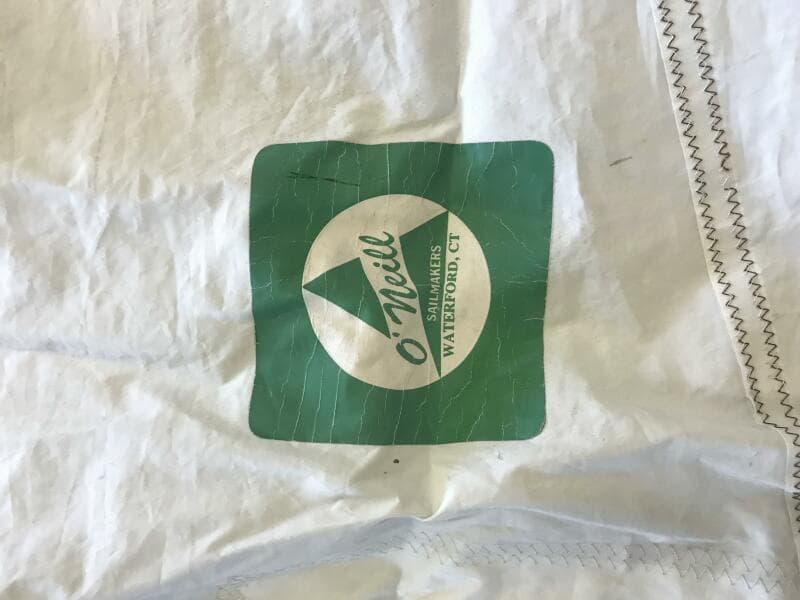 O'Neill
SAILMAKERS
WATERFORD, CT